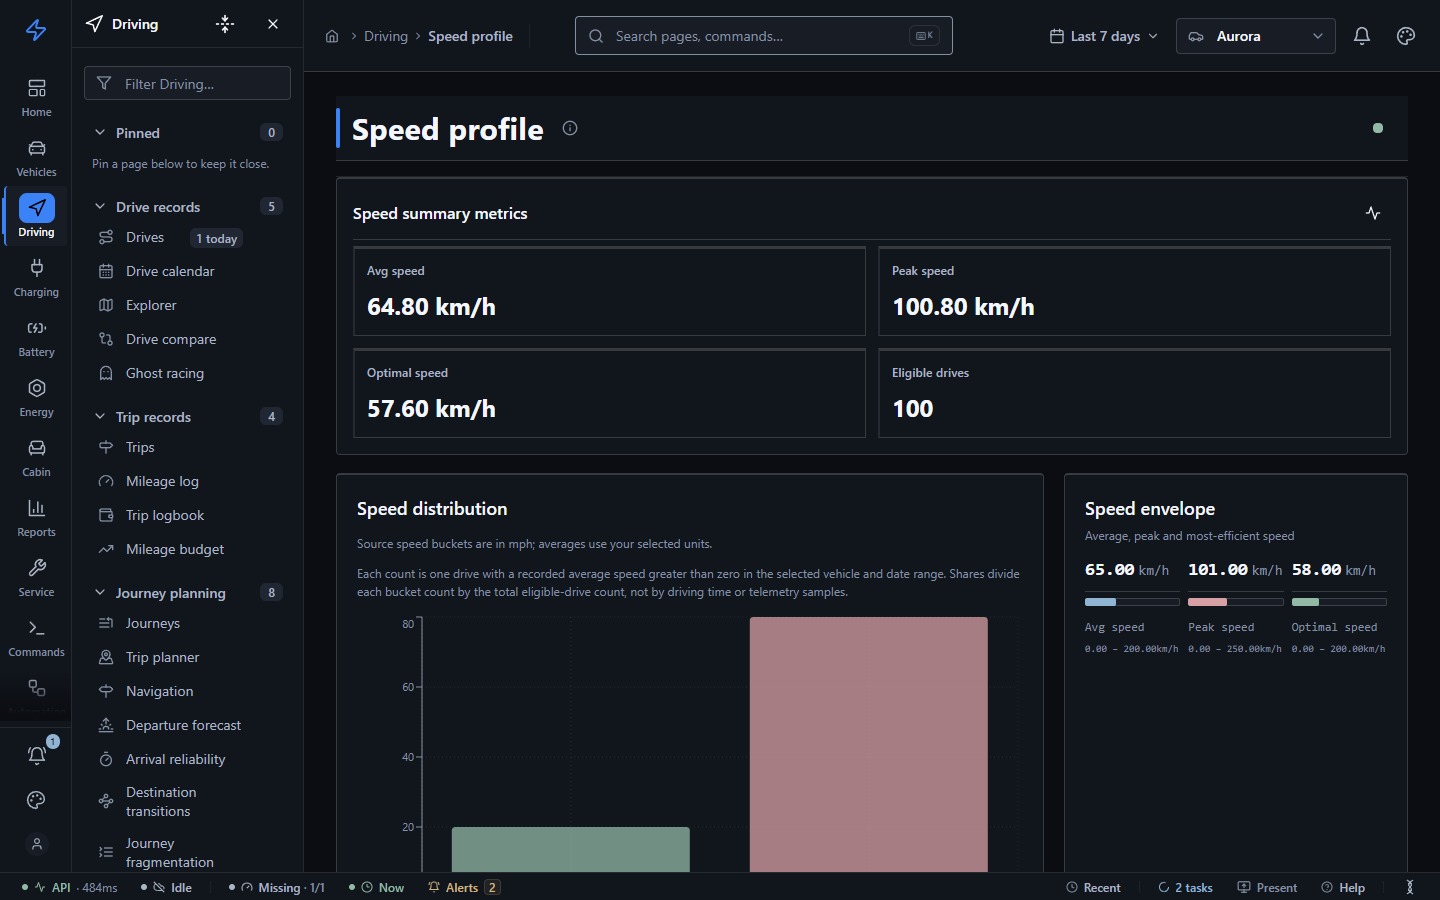 Driving
Driving
Speed profile
Search pages, commands...
K
Last 7 days
Aurora
Home
Vehicles
Driving
Charging
Battery
Energy
Cabin
Reports
Service
Commands
1
Filter Driving...
Pinned
0
Pin a page below to keep it close.
Drive records
5
Drives
1 today
Drive calendar
Explorer
Drive compare
Ghost racing
Trip records
4
Trips
Mileage log
Trip logbook
Mileage budget
Journey planning
8
Journeys
Trip planner
Navigation
Departure forecast
Arrival reliability
Destination
transitions
Journey
fragmentation
Speed profile
Speed summary metrics
Avg speed
64.80 km/h
Peak speed
100.80 km/h
Optimal speed
57.60 km/h
Eligible drives
100
Speed distribution
Source speed buckets are in mph; averages use your selected units.
Each count is one drive with a recorded average speed greater than zero in the selected vehicle and date range. Shares divide
each bucket count by the total eligible-drive count, not by driving time or telemetry samples.
80
60
40
20
Speed envelope
Average, peak and most-efficient speed
65.00 km/h
101.00 km/h
58.00 km/h
Avg speed
Peak speed
Optimal speed
0.00 – 200.00km/h
0.00 – 250.00km/h
0.00 – 200.00km/h
API · 484ms
Idle
Missing · 1/1
Now
Alerts 2
Recent
2 tasks
Present
Help